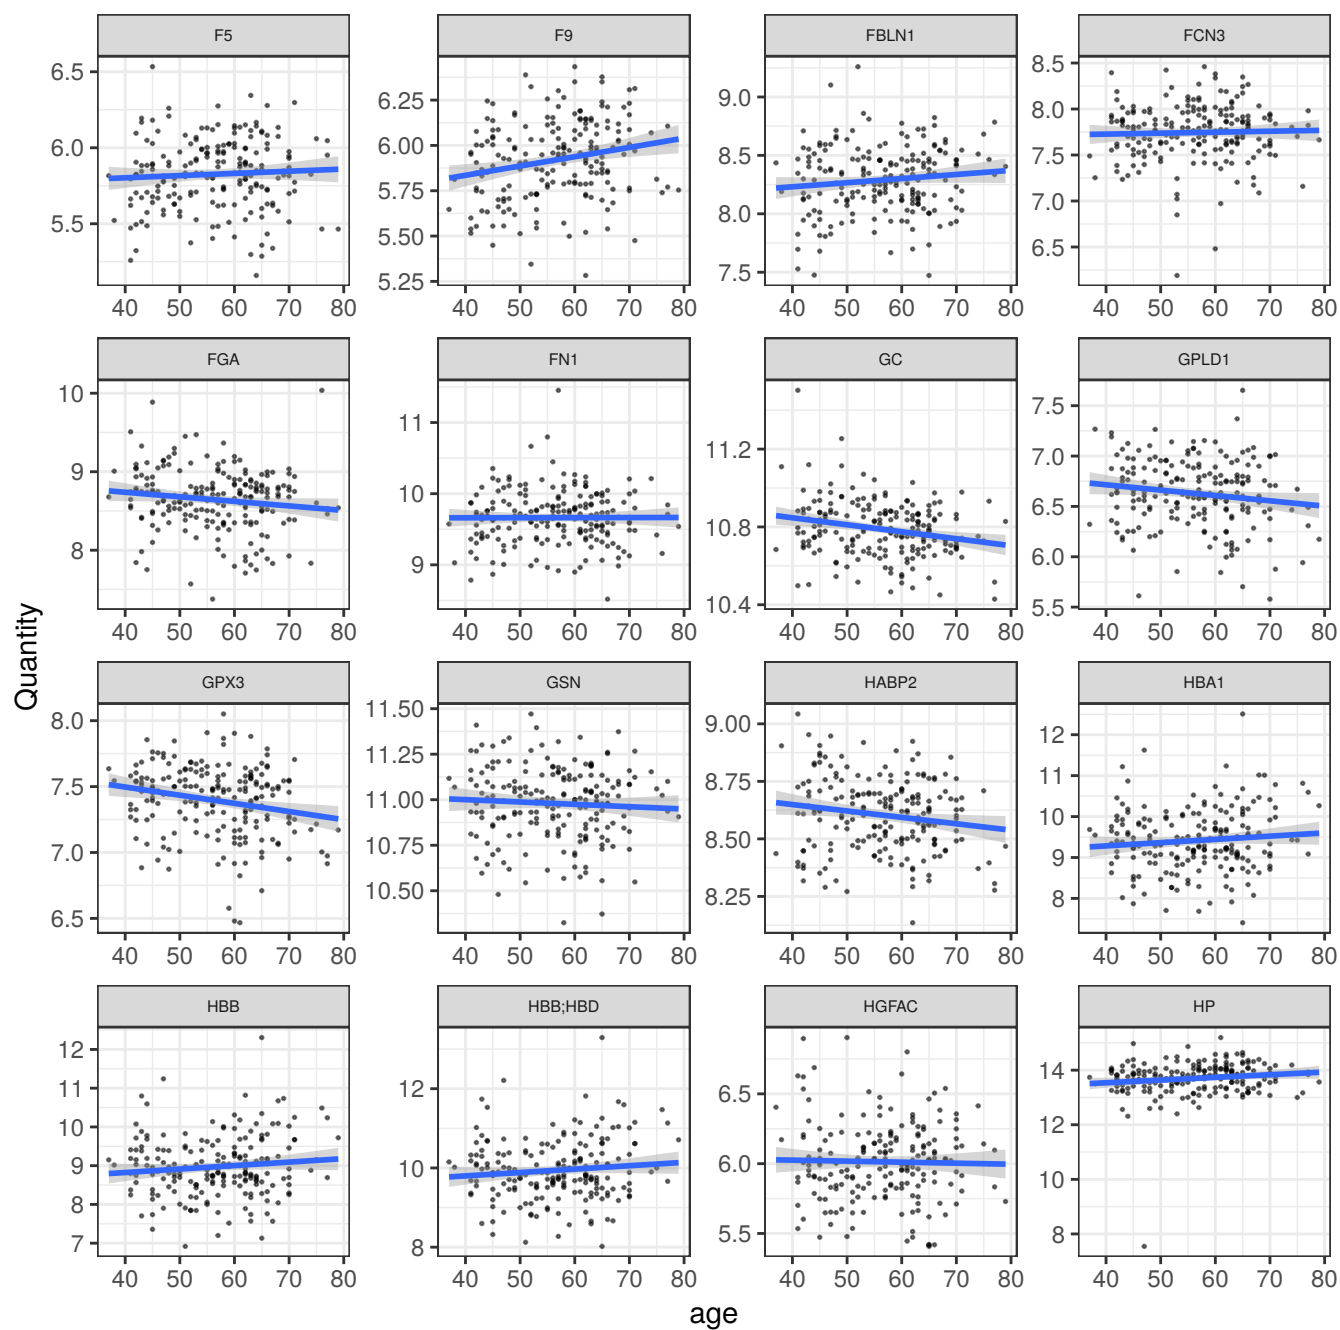 F5 F9 FBLN1 FCN3
6.5 6.0 5.5
6.25 6.00 5.75 5.50 5.25
9.0 8.5 8.0 7.5
8.5 8.0 7.5 7.0 6.5
40 50 60 70 80 40 50 60 70 80 40 50 60 70 80 40 50 60 70 80
FGA FN1 GC GPLD1
10 9 8
11 10 9
11.2 10.8 10.4
7.5 7.0 6.5 6.0 5.5
40 50 60 70 80 40 50 60 70 80 40 50 60 70 80 40 50 60 70 80
Quantity
GPX3 GSN HABP2 HBA1
8.0 7.5 7.0 6.5
11.50 11.25 11.00 10.75 10.50
9.00 8.75 8.50 8.25
12 11 10 9 8
40 50 60 70 80 40 50 60 70 80 40 50 60 70 80 40 50 60 70 80
HBB HBB;HBD HGFAC HP
12 11 10 9 8 7
12 10 8
6.5 6.0 5.5
14 12 10 8
40 50 60 70 80 40 50 60 70 80 40 50 60 70 80 40 50 60 70 80
age